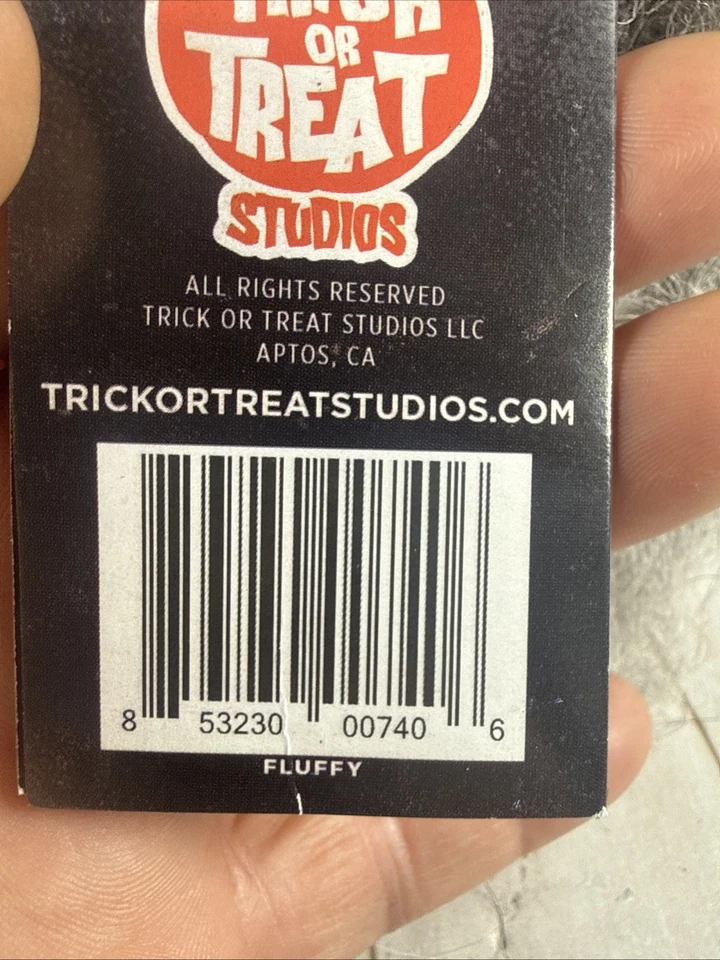 TRICK
OR
TREAT
STUDIOS
ALL RIGHTS RESERVED
TRICK OR TREAT STUDIOS LLC
APTOS, CA
TRICKORTREATSTUDIOS.COM
8 53230 00740 6
FLUFFY